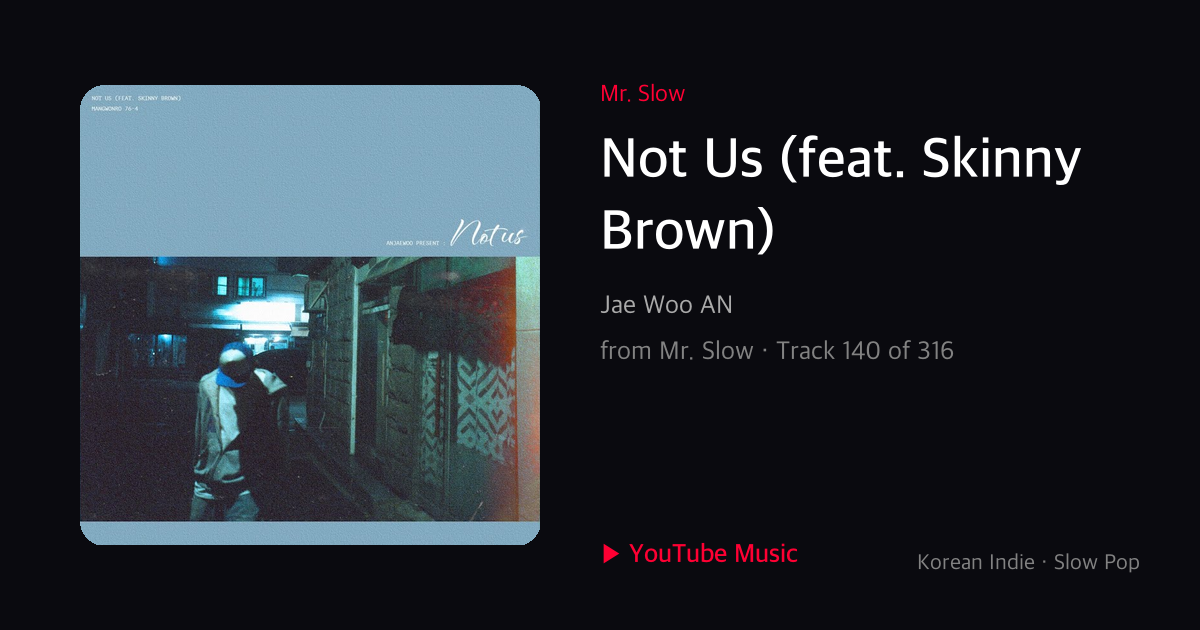 NOT US (FEAT. SKINNY BROWN)
MANGWONRO 76-4
ANJAEWOO PRESENT :
Not us
Mr. Slow
Not Us (feat. Skinny
Brown)
Jae Woo AN
from Mr. Slow · Track 140 of 316
YouTube Music
Korean Indie · Slow Pop